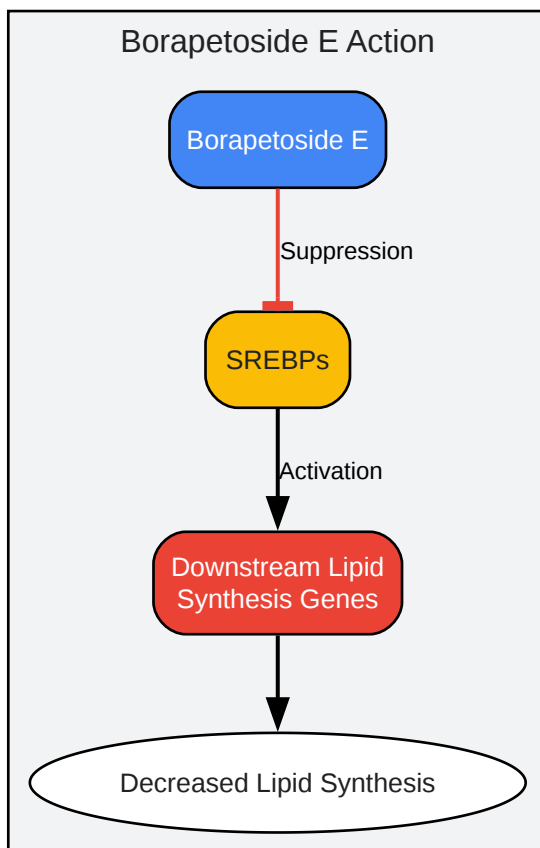 Borapetoside E Action
Borapetoside E
Suppression
SREBPs
Activation
Downstream Lipid
Synthesis Genes
Decreased Lipid Synthesis